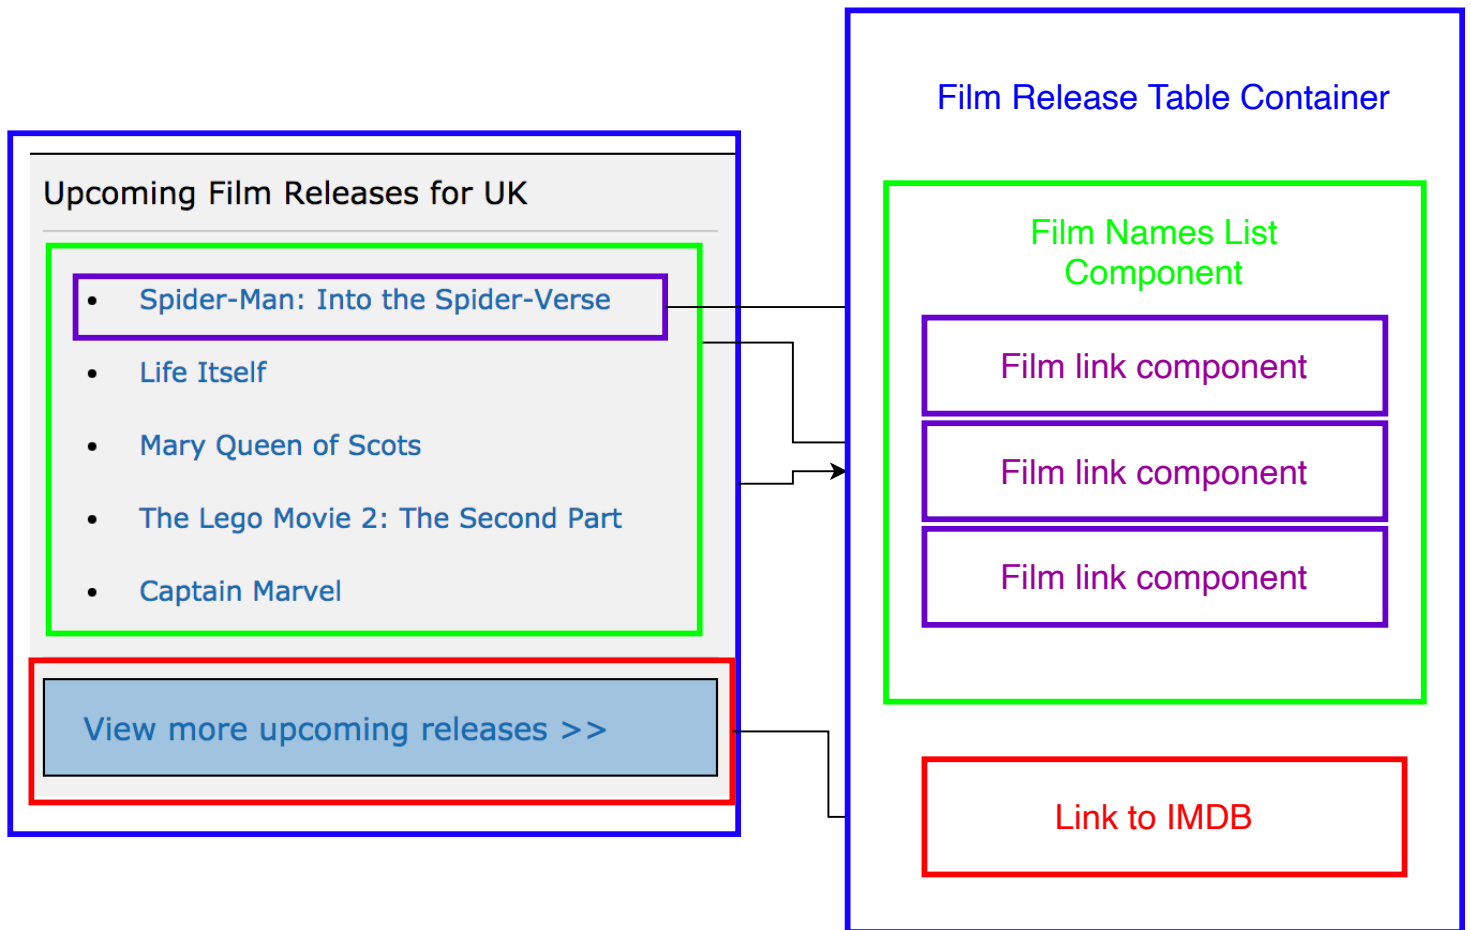 Upcoming Film Releases for UK
Spider-Man: Into the Spider-Verse
Life Itself
Mary Queen of Scots
The Lego Movie 2: The Second Part
Captain Marvel
View more upcoming releases >>
Film Release Table Container
Film Names List
Component
Film link component
Film link component
Film link component
Link to IMDB